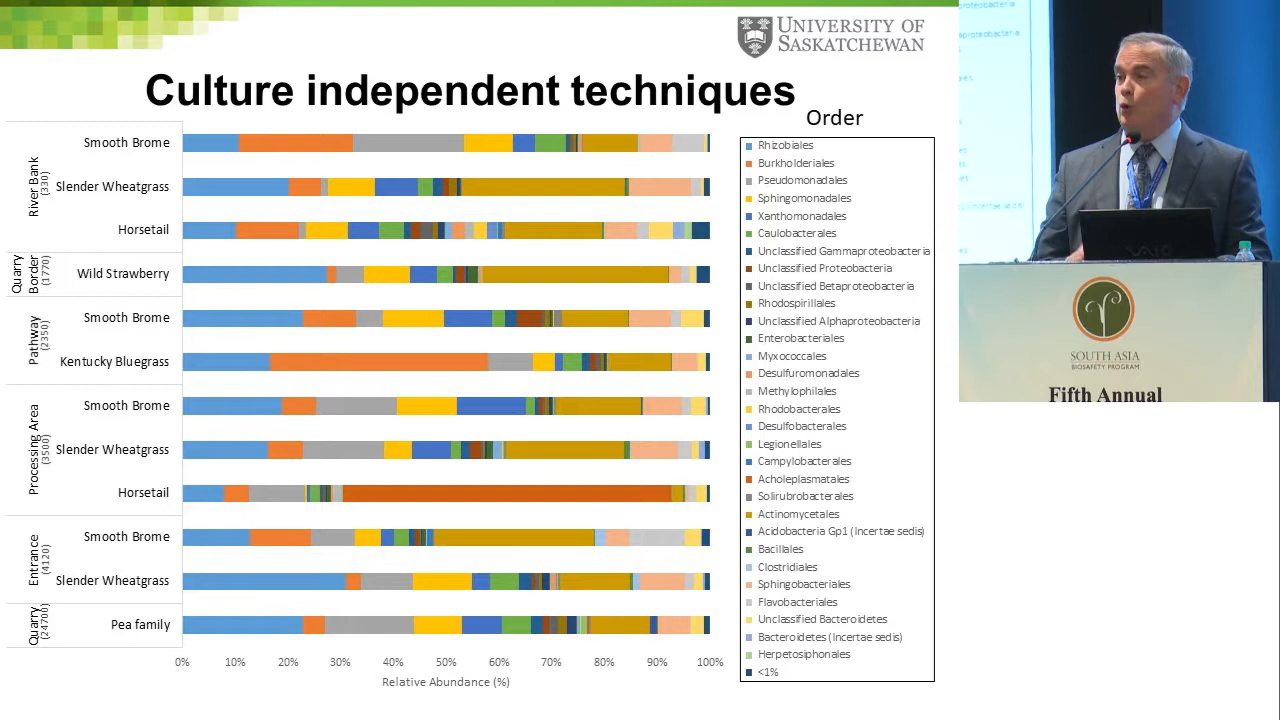 UNIVERSITY OF
SASKATCHEWAN
Culture independent techniques
Order
River Bank
(330)
Smooth Brome
Slender Wheatgrass
Horsetail
Quarry
Border
(1770)
Wild Strawberry
Pathway
(2350)
Smooth Brome
Kentucky Bluegrass
Processing Area
(3500)
Smooth Brome
Slender Wheatgrass
Horsetail
Entrance
Smooth Brome
Slender Wheatgrass
Quarry
Pea family
0% 10% 20% 30% 40% 50% 60% 70% 80% 90% 100%
Relative Abundance (%)
Rhizobiales
Burkholderiales
Pseudomonadales
Sphingomonadales
Xanthomonadales
Caulobacterales
Unclassified Gammaproteobacteria
Unclassified Proteobacteria
Unclassified Betaproteobacteria
Rhodospirillales
Unclassified Alphaproteobacteria
Enterobacteriales
Myxococcales
Desulfuromonadales
Methylophilales
Rhodobacterales
Desulfobacterales
Legionellales
Campylobacterales
Acholeplasmatales
Solirubrobacterales
Actinomycetales
Acidobacteria Gp1 (Incertae sedis)
Bacillales
Clostridiales
Sphingobacteriales
Flavobacteriales
Unclassified Bacteroidetes
Bacteroidetes (Incertae sedis)
Herpetosiphonales
<1%
VAIO
SOUTH ASIA
BIOSAFETY PROGRAM
Fifth Annual